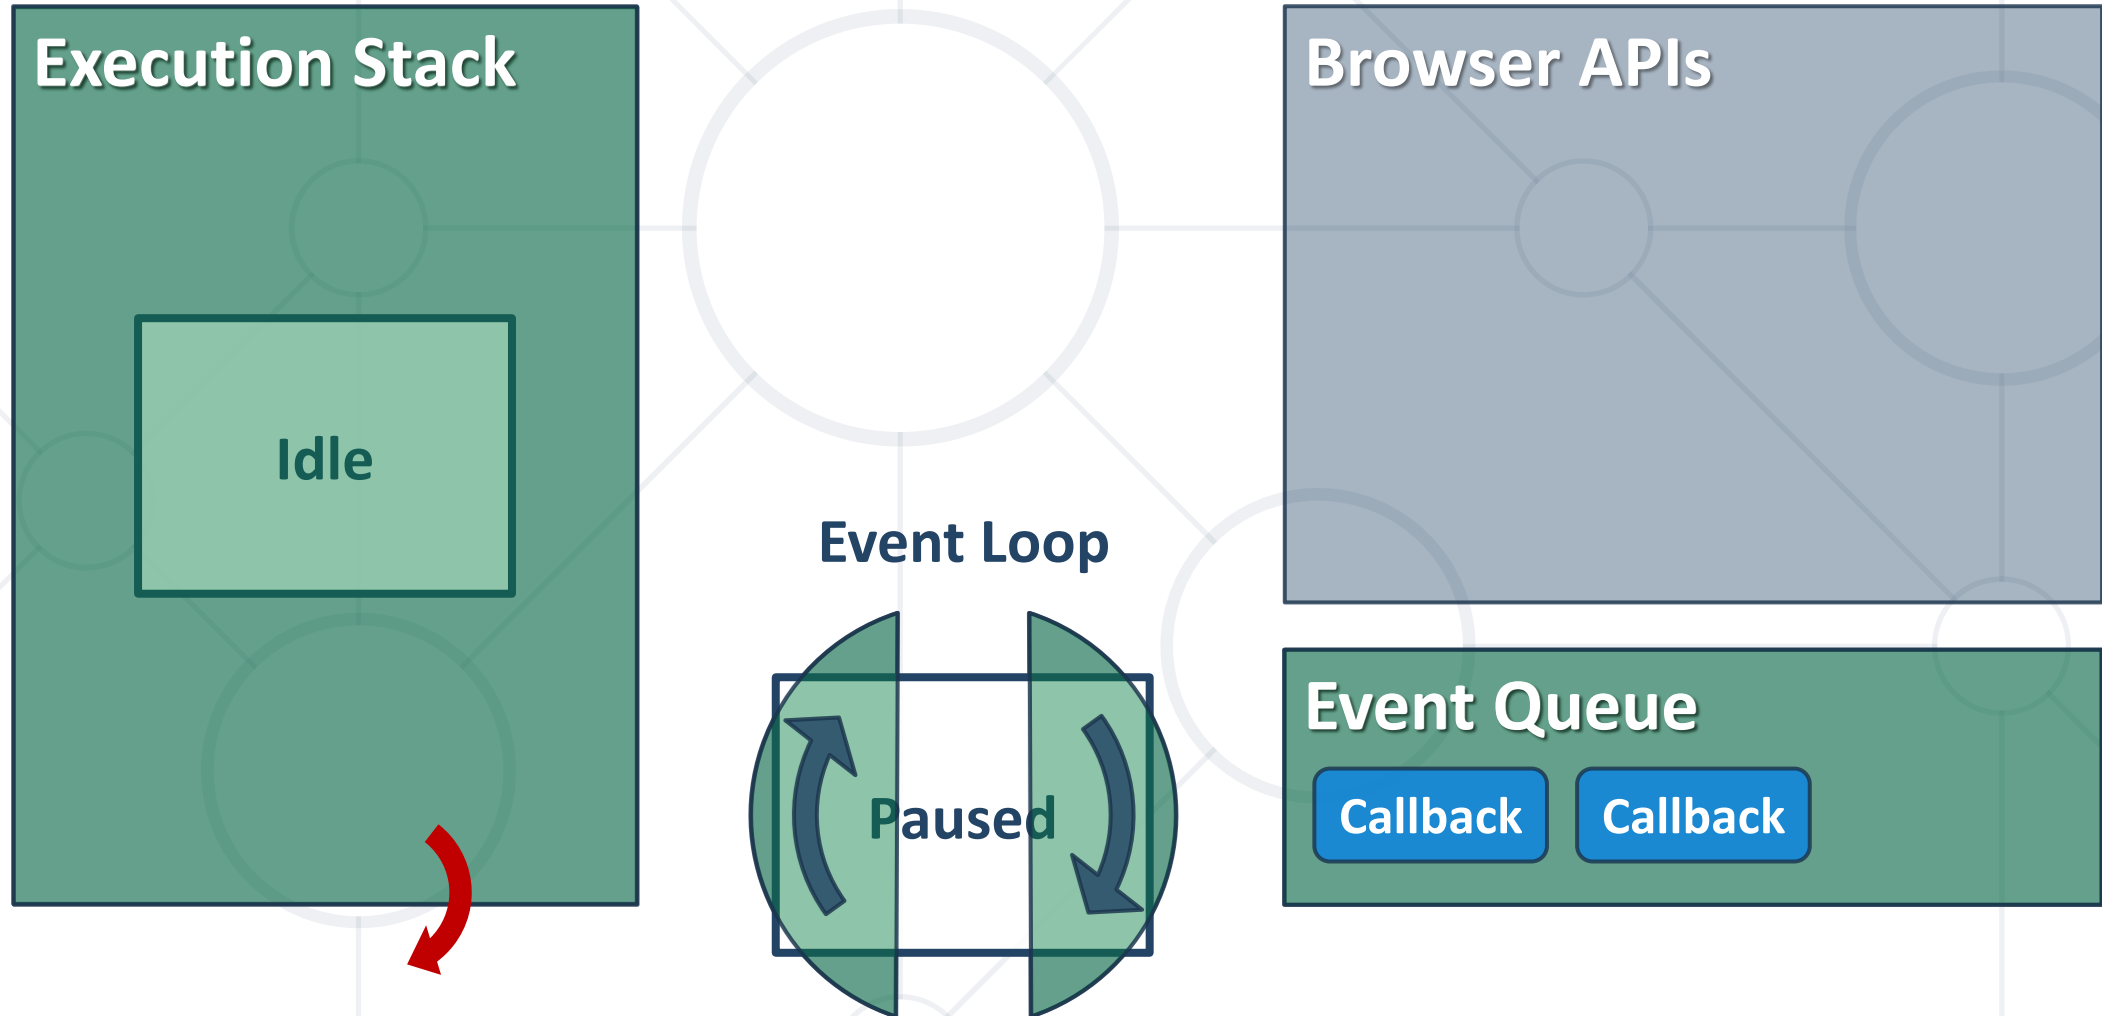 Execution Stack
Browser APIs
Idle
Event Loop
Event Queue
Paused
Callback
Callback